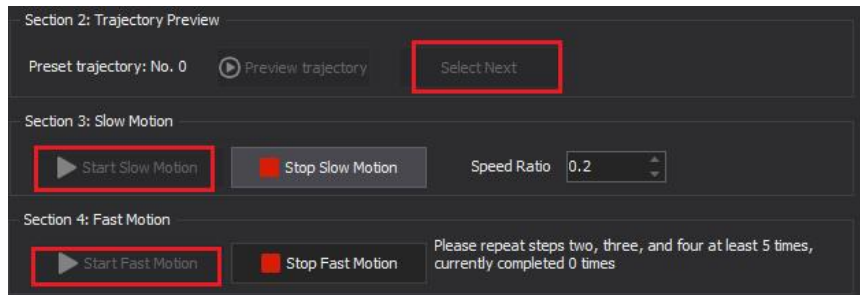 Section 2: Trajectory Preview
Preset trajectory: No. 0 Preview trajectory Select Next
Section 3: Slow Motion
Start Slow Motion Stop Slow Motion Speed Ratio 0.2
Section 4: Fast Motion
Start Fast Motion Stop Fast Motion Please repeat steps two, three, and four at least 5 times,
currently completed 0 times